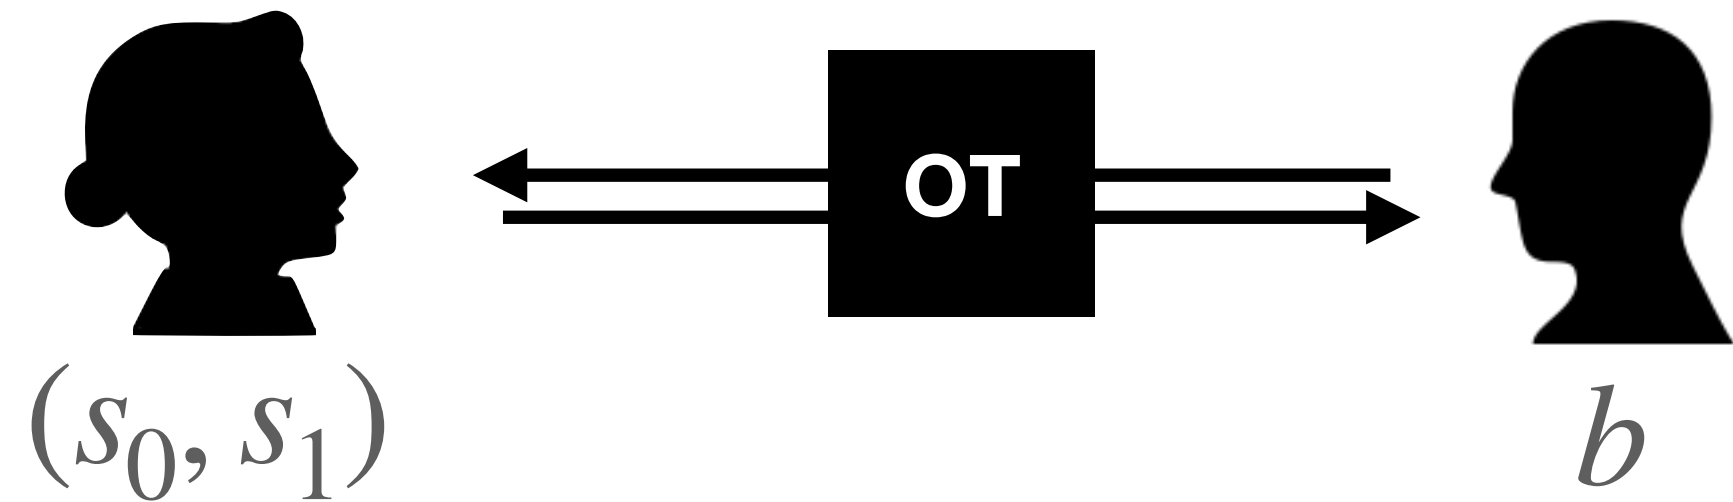 OT
(s₀, s₁)
b